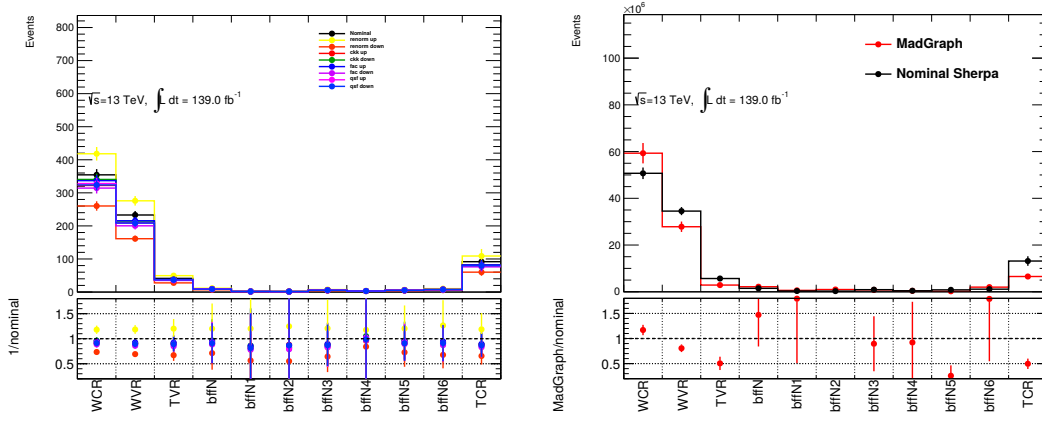 Events
800
700
600
500
400
300
200
100
0
Nominal
renorm up
renorm down
ckk up
ckk down
fac up
fac down
qsf up
qsf down
√s=13 TeV, ∫L dt = 139.0 fb⁻¹
1/nominal
1.5
1
0.5
WCR
WVR
TVR
bffN
bffN1
bffN2
bffN3
bffN4
bffN5
bffN6
TCR
×10⁶
Events
100
80
60
40
20
0
MadGraph
Nominal Sherpa
√s=13 TeV, ∫L dt = 139.0 fb⁻¹
MadGraph/nominal
1.5
1
0.5
WCR
WVR
TVR
bffN
bffN1
bffN2
bffN3
bffN4
bffN5
bffN6
TCR